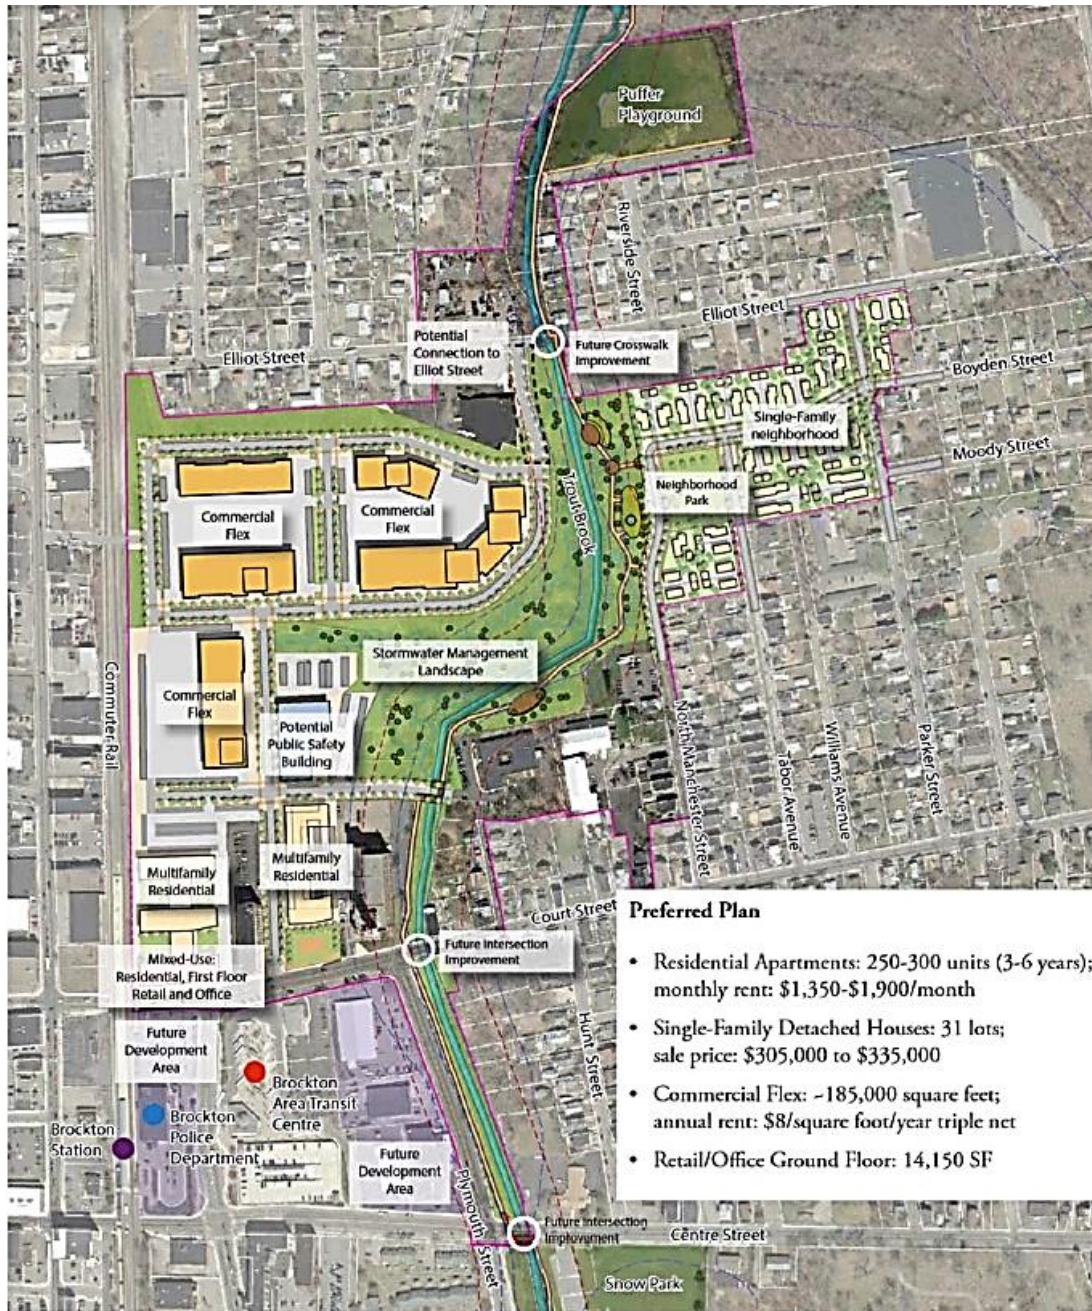 Puffer
Playground
Riverside Street
Elliot Street
Potential
Connection to
Elliot Street
Future Crosswalk
Improvement
Elliot Street
Boyden Street
Single-Family
neighborhood
Moody Street
Trout Brook
Neighborhood
Park
Commercial
Flex
Commercial
Flex
Stormwater Management
Landscape
Commuter Rail
Commercial
Flex
Potential
Public Safety
Building
North Manchester Street
Tabor Avenue
Williams Avenue
Parker Street
Multifamily
Residential
Multifamily
Residential
Court Street
Future Intersection
Improvement
Mixed-Use:
Residential, First Floor
Retail and Office
Hunt Street
Future
Development
Area
Brockton
Area Transit
Centre
Brockton
Police
Department
Brockton
Station
Future
Development
Area
Plymouth Street
Future Intersection
Improvement
Centre Street
Snow Park
Preferred Plan
• Residential Apartments: 250-300 units (3-6 years);
monthly rent: $1,350-$1,900/month
• Single-Family Detached Houses: 31 lots;
sale price: $305,000 to $335,000
• Commercial Flex: ~185,000 square feet;
annual rent: $8/square foot/year triple net
• Retail/Office Ground Floor: 14,150 SF